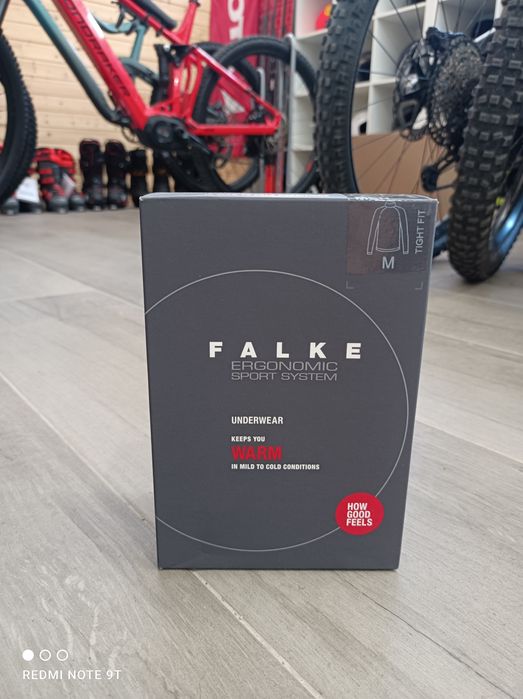 M
TIGHT FIT
FALKE
ERGONOMIC
SPORT SYSTEM
UNDERWEAR
KEEPS YOU
WARM
IN MILD TO COLD CONDITIONS
HOW
GOOD
FEELS
REDMI NOTE 9T